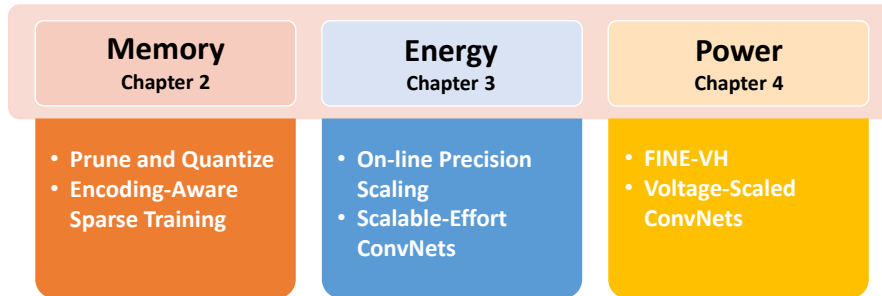 Memory
Chapter 2
• Prune and Quantize
• Encoding-Aware
Sparse Training
Energy
Chapter 3
• On-line Precision
Scaling
• Scalable-Effort
ConvNets
Power
Chapter 4
• FINE-VH
• Voltage-Scaled
ConvNets